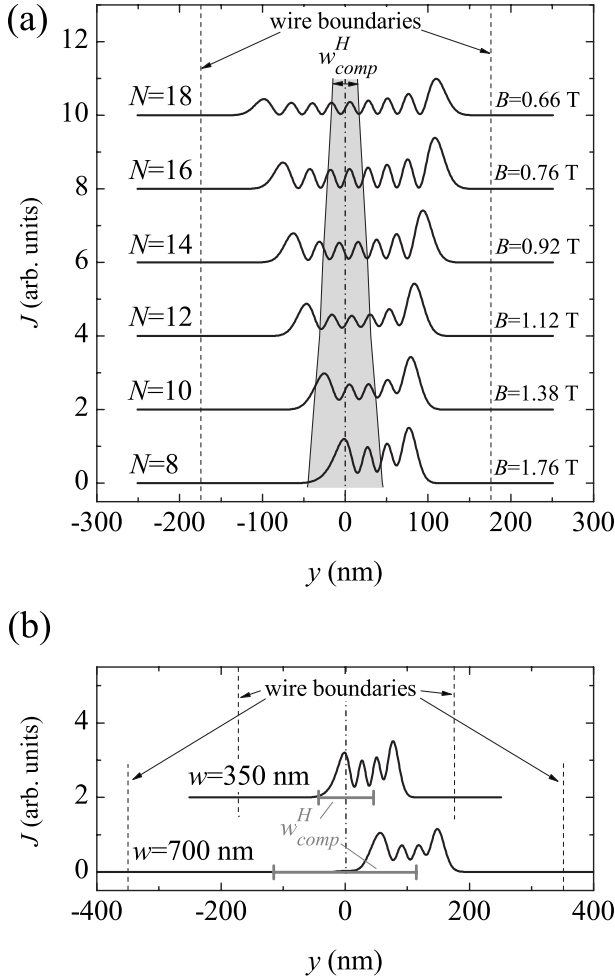 (a)
12
wire boundaries
w^H_comp
N=18
B=0.66 T
10
N=16
B=0.76 T
8
N=14
B=0.92 T
6
N=12
B=1.12 T
4
N=10
B=1.38 T
2
N=8
B=1.76 T
0
J (arb. units)
-300 -200 -100 0 100 200 300
y (nm)
(b)
wire boundaries
4
w=350 nm
2
w^H_comp
w=700 nm
0
J (arb. units)
-400 -200 0 200 400
y (nm)